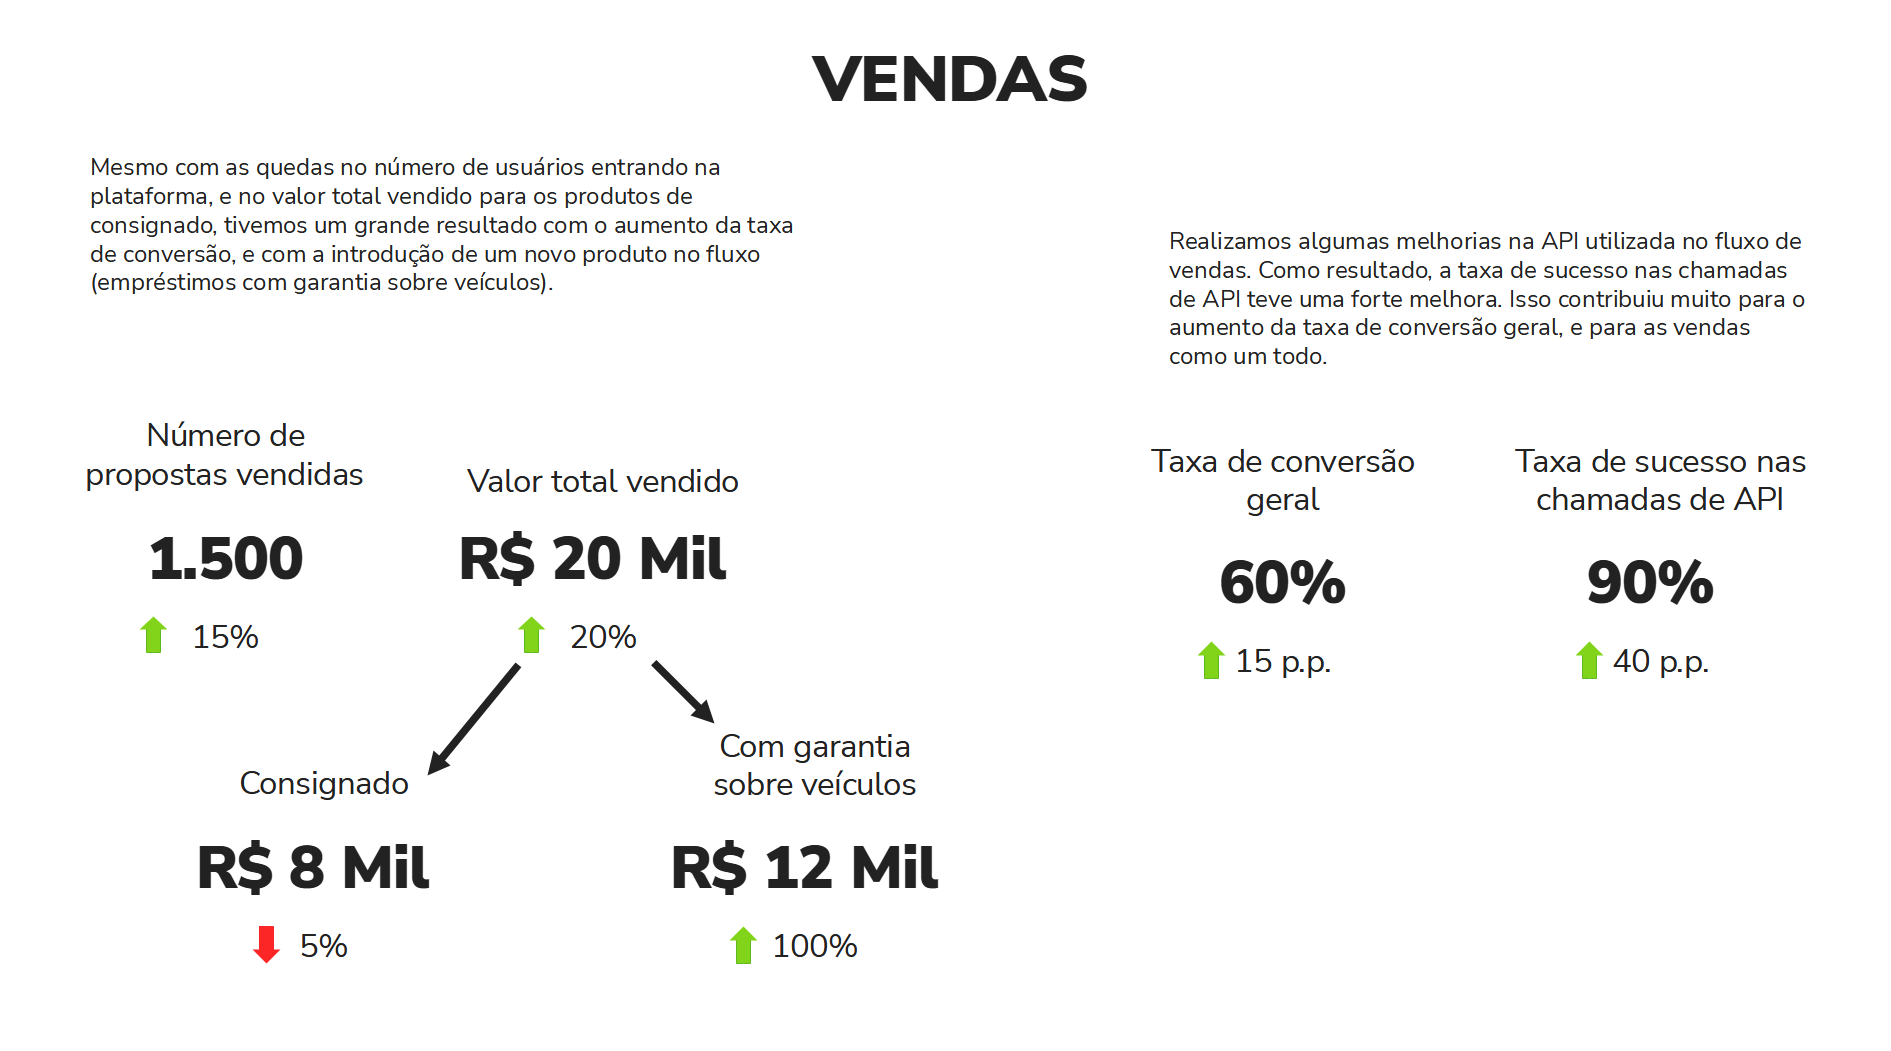 VENDAS
Mesmo com as quedas no número de usuários entrando na
plataforma, e no valor total vendido para os produtos de
consignado, tivemos um grande resultado com o aumento da taxa
de conversão, e com a introdução de um novo produto no fluxo
(empréstimos com garantia sobre veículos).
Realizamos algumas melhorias na API utilizada no fluxo de
vendas. Como resultado, a taxa de sucesso nas chamadas
de API teve uma forte melhora. Isso contribuiu muito para o
aumento da taxa de conversão geral, e para as vendas
como um todo.
Número de
propostas vendidas
1.500
15%
Valor total vendido
R$ 20 Mil
20%
Consignado
R$ 8 Mil
5%
Com garantia
sobre veículos
R$ 12 Mil
100%
Taxa de conversão
geral
60%
15 p.p.
Taxa de sucesso nas
chamadas de API
90%
40 p.p.